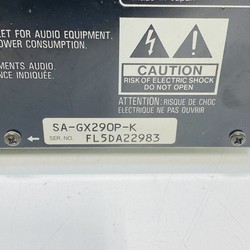 LET FOR AUDIO EQUIPMENT.
OWER CONSUMPTION.
MENTS AUDIO.
ANCE INDIQUÉE.
CAUTION
RISK OF ELECTRIC SHOCK
DO NOT OPEN
ATTENTION: RISQUE DE CHOC
ELECTRIQUE NE PAS OUVRIR
SA-GX290P-K
SER. NO. FL5DA22983